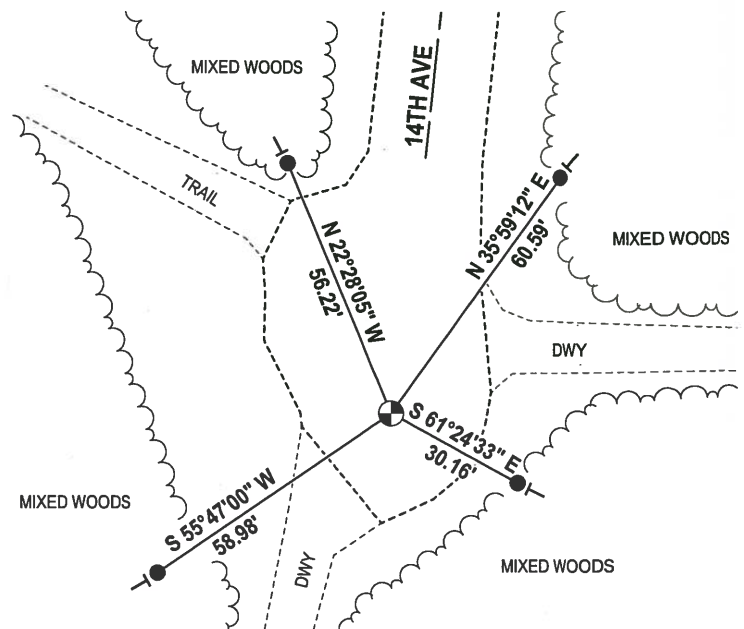 MIXED WOODS
14TH AVE
TRAIL
N 35°59'12" E
60.59'
N 22°28'05" W
56.22'
MIXED WOODS
DWY
S 61°24'33" E
30.16'
S 55°47'00" W
58.98'
MIXED WOODS
DWY
MIXED WOODS